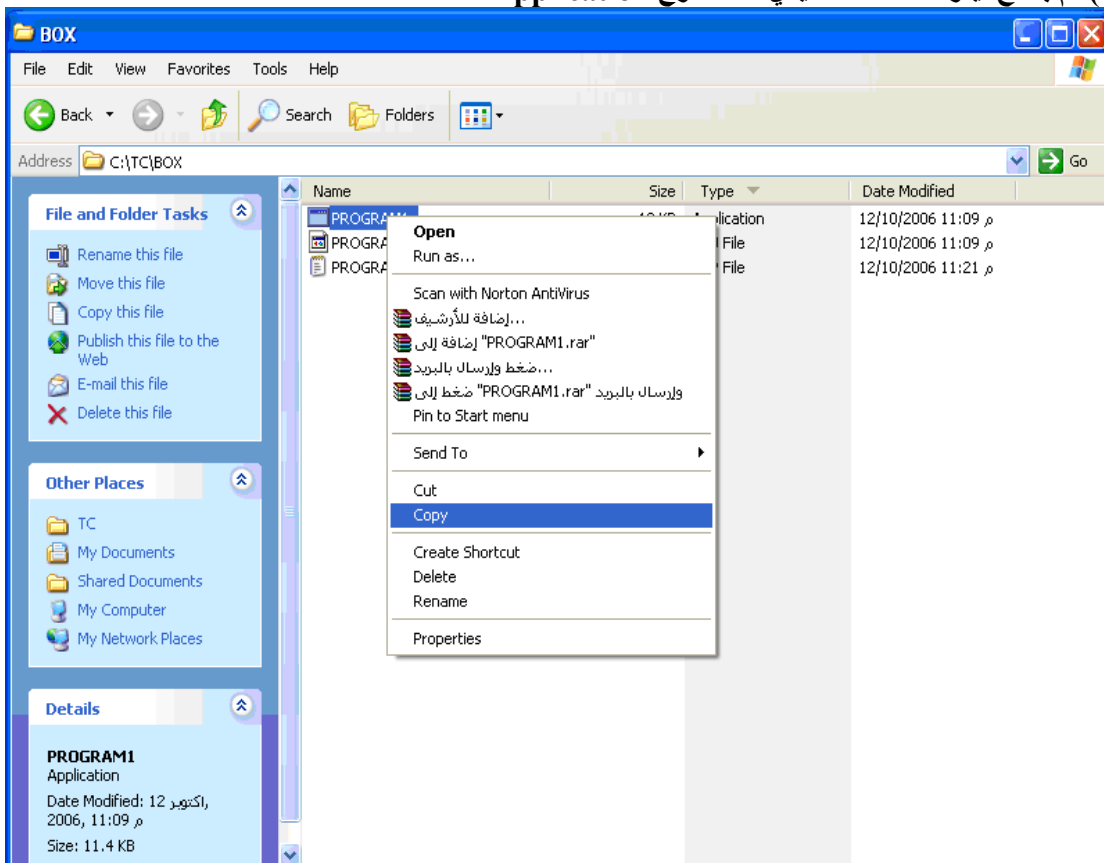 Application
BOX
File Edit View Favorites Tools Help
Back Search Folders
Address C:\TC\BOX Go
Name Size Type Date Modified
File and Folder Tasks
Rename this file
Move this file
Copy this file
Publish this file to the
Web
E-mail this file
Delete this file
Other Places
TC
My Documents
Shared Documents
My Computer
My Network Places
Details
PROGRAM1
Application
Date Modified: 12 اكتوبر,
2006, 11:09 م
Size: 11.4 KB
12/10/2006 11:09 م
File 12/10/2006 11:09 م
File 12/10/2006 11:21 م
Open
Run as...
Scan with Norton AntiVirus
إضافة للأرشيف...
إضافة إلى "PROGRAM1.rar"
ضغط وإرسال بالبريد...
ضغط إلى "PROGRAM1.rar" وإرسال بالبريد
Pin to Start menu
Send To
Cut
Copy
Create Shortcut
Delete
Rename
Properties